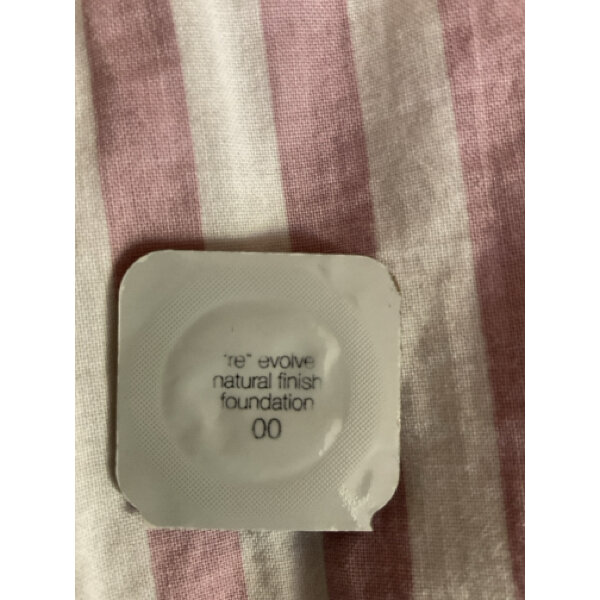 "re" evolve
natural finish
foundation
00